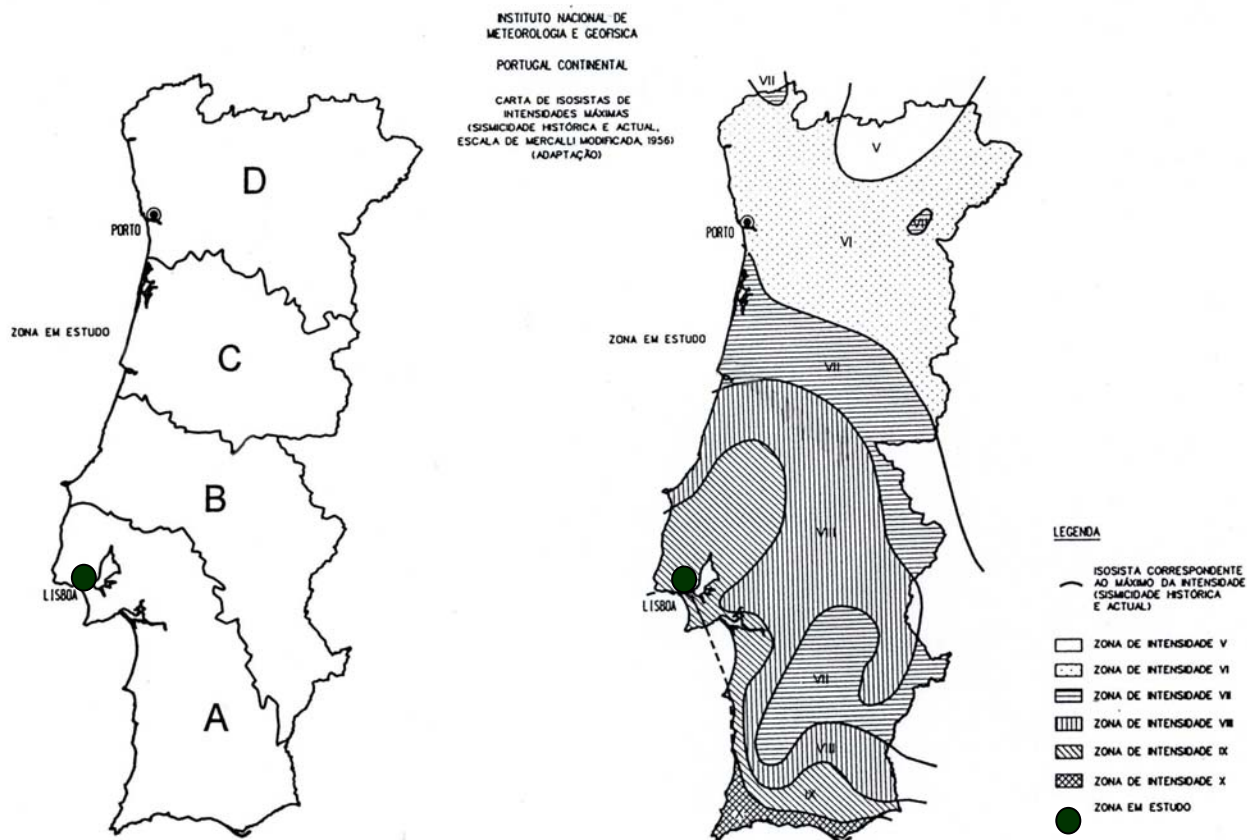 INSTITUTO NACIONAL DE
METEOROLOGIA E GEOFISICA
PORTUGAL CONTINENTAL
CARTA DE ISOSISTAS DE
INTENSIDADES MÁXIMAS
(SISMICIDADE HISTÓRICA E ACTUAL,
ESCALA DE MERCALLI MODIFICADA, 1956)
(ADAPTAÇÃO)
D
PORTO
ZONA EM ESTUDO
C
B
LISBOA
A
VII
V
PORTO
VI
VII
ZONA EM ESTUDO
VII
VIII
LISBOA
VII
VIII
IX
LEGENDA
ISOSISTA CORRESPONDENTE
AO MÁXIMO DA INTENSIDADE
(SISMICIDADE HISTÓRICA
E ACTUAL)
ZONA DE INTENSIDADE V
ZONA DE INTENSIDADE VI
ZONA DE INTENSIDADE VII
ZONA DE INTENSIDADE VIII
ZONA DE INTENSIDADE IX
ZONA DE INTENSIDADE X
ZONA EM ESTUDO